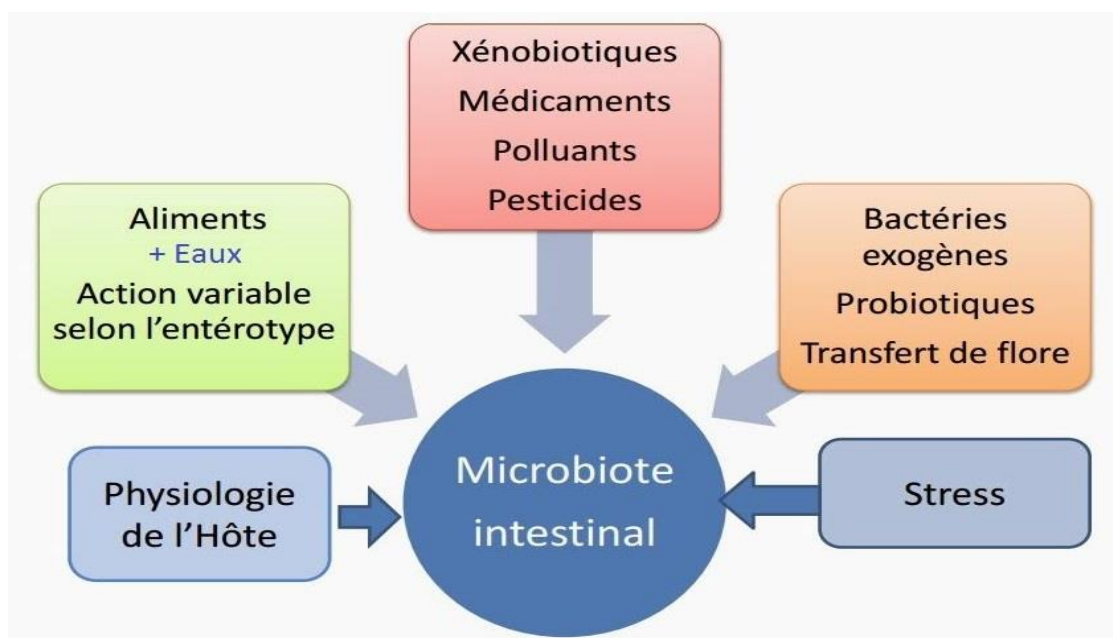 Xénobiotiques
Médicaments
Polluants
Pesticides
Aliments
+ Eaux
Action variable
selon l'entérotype
Bactéries
exogènes
Probiotiques
Transfert de flore
Physiologie
de l'Hôte
Microbiote
intestinal
Stress